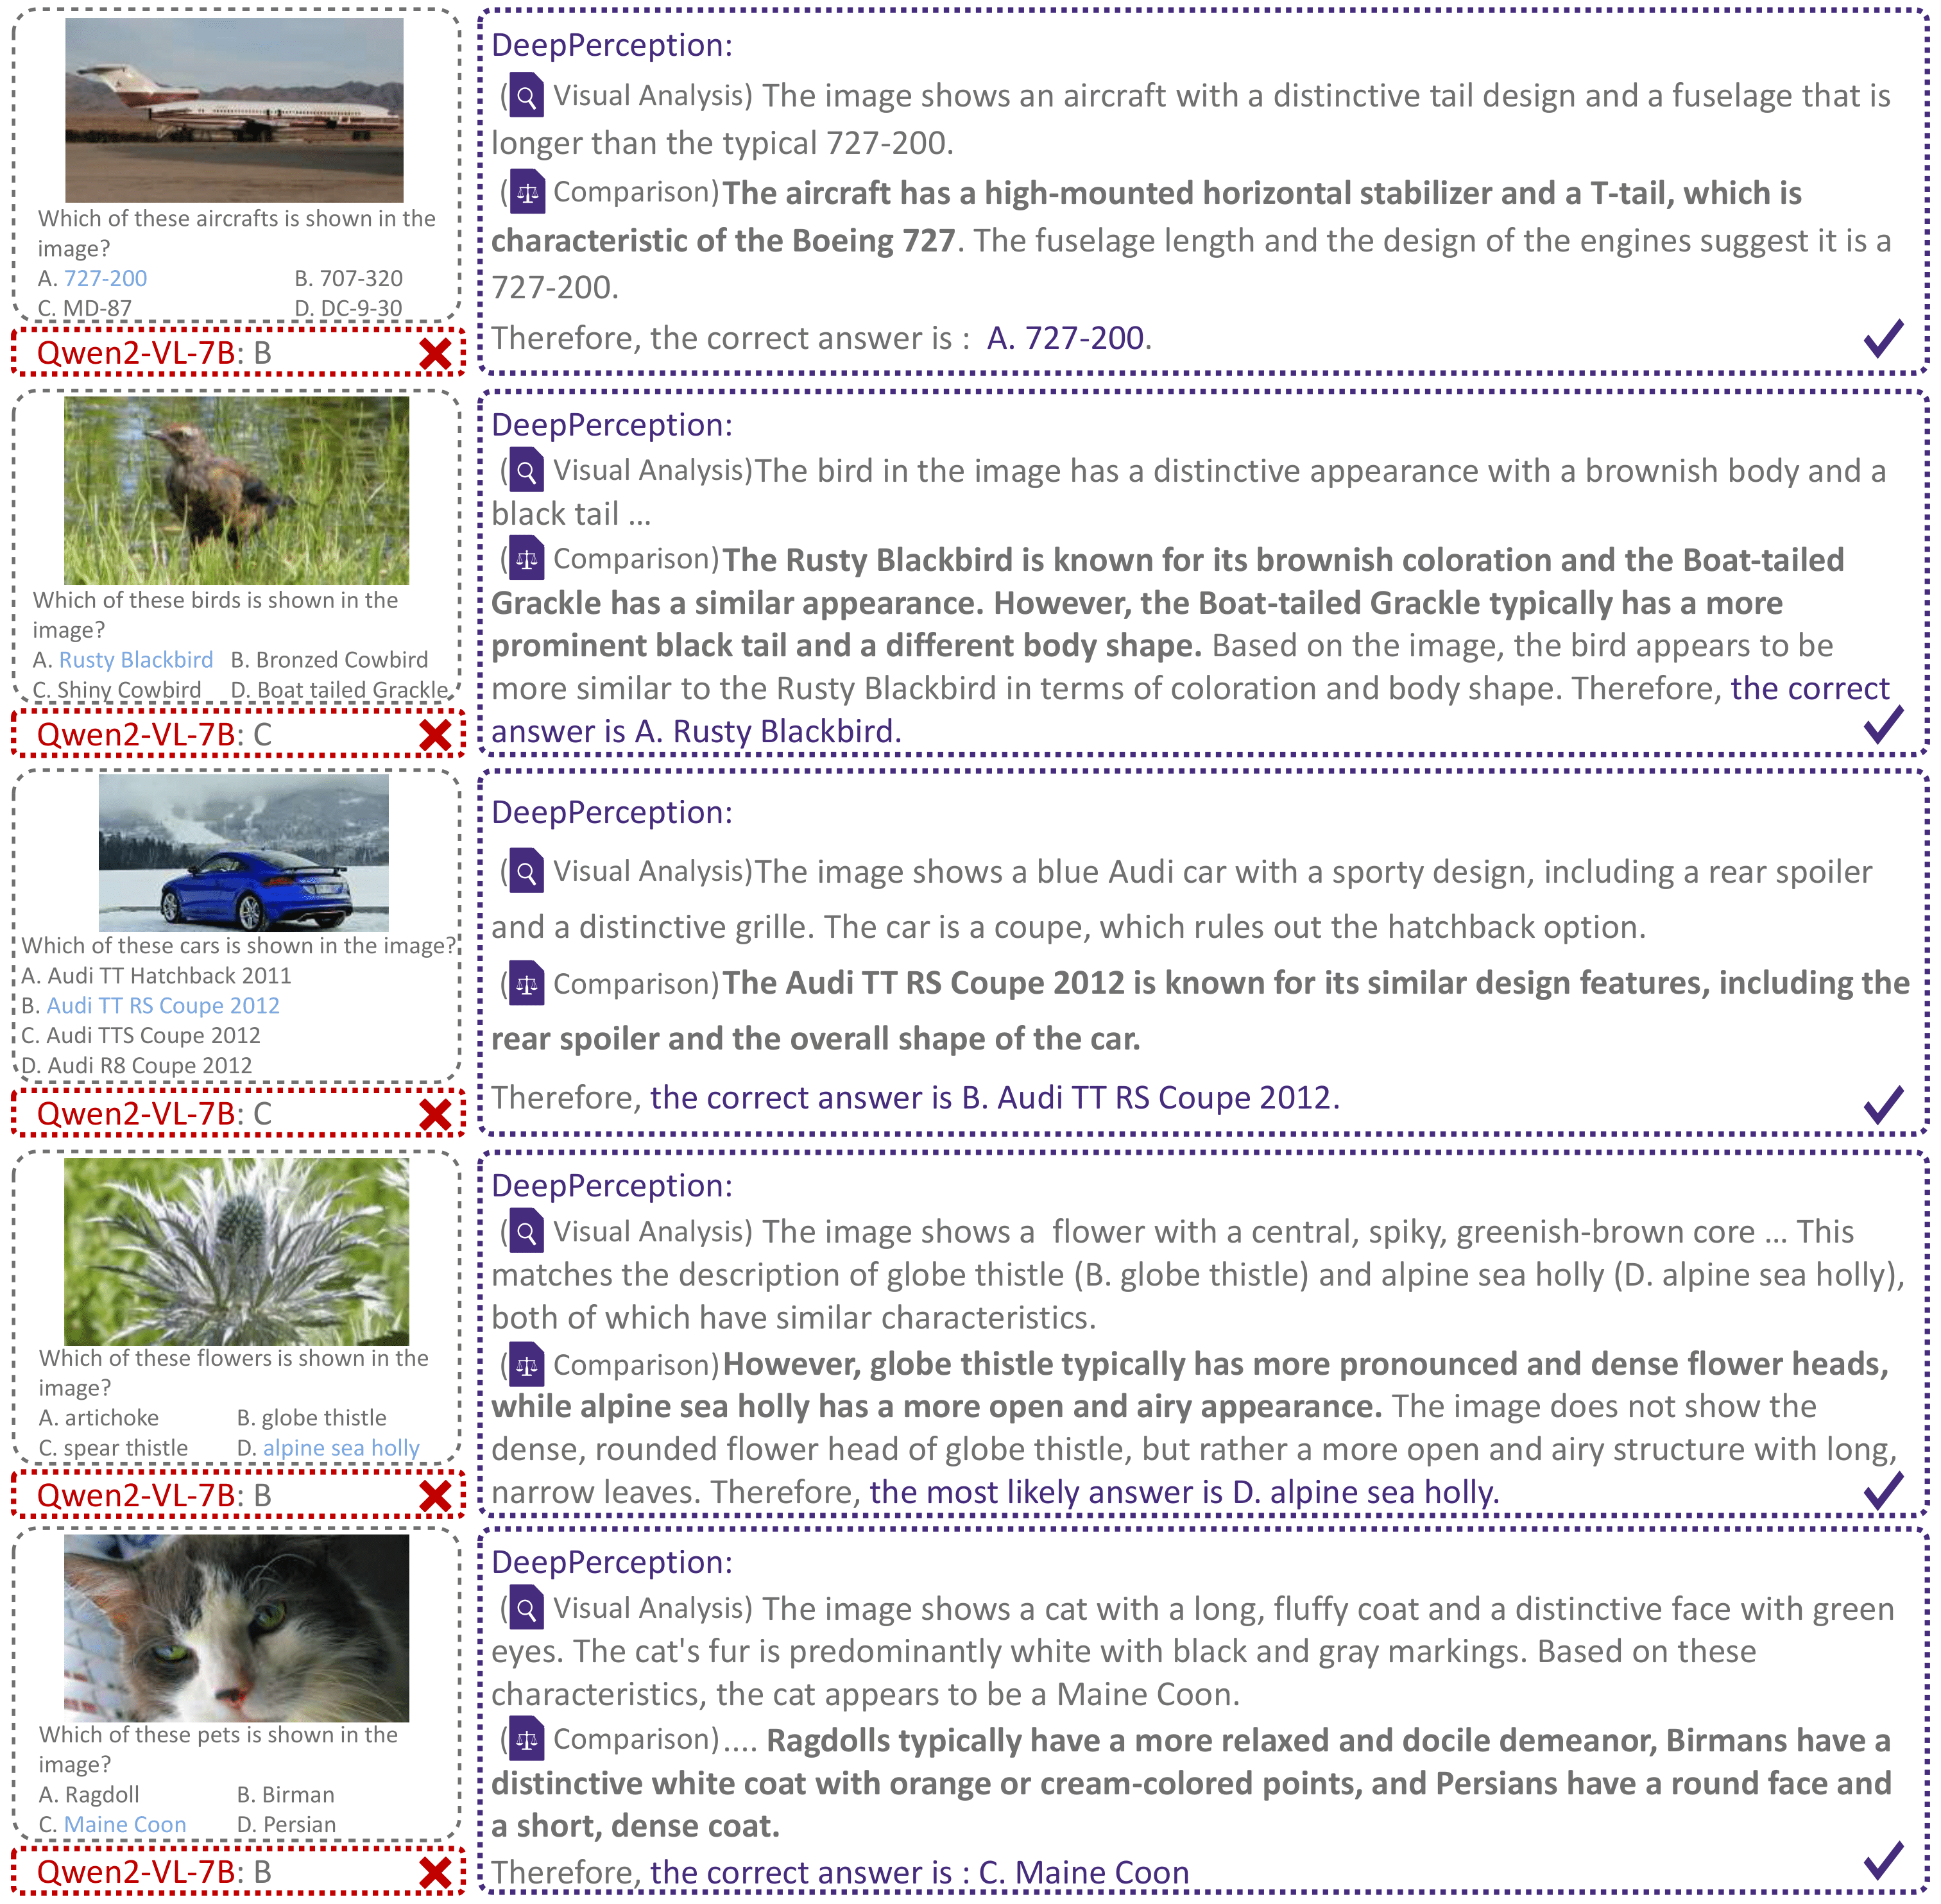 Which of these aircrafts is shown in the
image?
A. 727-200 B. 707-320
C. MD-87 D. DC-9-30
Qwen2-VL-7B: B
DeepPerception:
( Visual Analysis) The image shows an aircraft with a distinctive tail design and a fuselage that is
longer than the typical 727-200.
( Comparison)The aircraft has a high-mounted horizontal stabilizer and a T-tail, which is
characteristic of the Boeing 727. The fuselage length and the design of the engines suggest it is a
727-200.
Therefore, the correct answer is : A. 727-200.
Which of these birds is shown in the
image?
A. Rusty Blackbird B. Bronzed Cowbird
C. Shiny Cowbird D. Boat tailed Grackle
Qwen2-VL-7B: C
DeepPerception:
( Visual Analysis)The bird in the image has a distinctive appearance with a brownish body and a
black tail ...
( Comparison)The Rusty Blackbird is known for its brownish coloration and the Boat-tailed
Grackle has a similar appearance. However, the Boat-tailed Grackle typically has a more
prominent black tail and a different body shape. Based on the image, the bird appears to be
more similar to the Rusty Blackbird in terms of coloration and body shape. Therefore, the correct
answer is A. Rusty Blackbird.
Which of these cars is shown in the image?
A. Audi TT Hatchback 2011
B. Audi TT RS Coupe 2012
C. Audi TTS Coupe 2012
D. Audi R8 Coupe 2012
Qwen2-VL-7B: C
DeepPerception:
( Visual Analysis)The image shows a blue Audi car with a sporty design, including a rear spoiler
and a distinctive grille. The car is a coupe, which rules out the hatchback option.
( Comparison)The Audi TT RS Coupe 2012 is known for its similar design features, including the
rear spoiler and the overall shape of the car.
Therefore, the correct answer is B. Audi TT RS Coupe 2012.
Which of these flowers is shown in the
image?
A. artichoke B. globe thistle
C. spear thistle D. alpine sea holly
Qwen2-VL-7B: B
DeepPerception:
( Visual Analysis) The image shows a flower with a central, spiky, greenish-brown core ... This
matches the description of globe thistle (B. globe thistle) and alpine sea holly (D. alpine sea holly),
both of which have similar characteristics.
( Comparison)However, globe thistle typically has more pronounced and dense flower heads,
while alpine sea holly has a more open and airy appearance. The image does not show the
dense, rounded flower head of globe thistle, but rather a more open and airy structure with long,
narrow leaves. Therefore, the most likely answer is D. alpine sea holly.
Which of these pets is shown in the
image?
A. Ragdoll B. Birman
C. Maine Coon D. Persian
Qwen2-VL-7B: B
DeepPerception:
( Visual Analysis) The image shows a cat with a long, fluffy coat and a distinctive face with green
eyes. The cat's fur is predominantly white with black and gray markings. Based on these
characteristics, the cat appears to be a Maine Coon.
( Comparison).... Ragdolls typically have a more relaxed and docile demeanor, Birmans have a
distinctive white coat with orange or cream-colored points, and Persians have a round face and
a short, dense coat.
Therefore, the correct answer is : C. Maine Coon